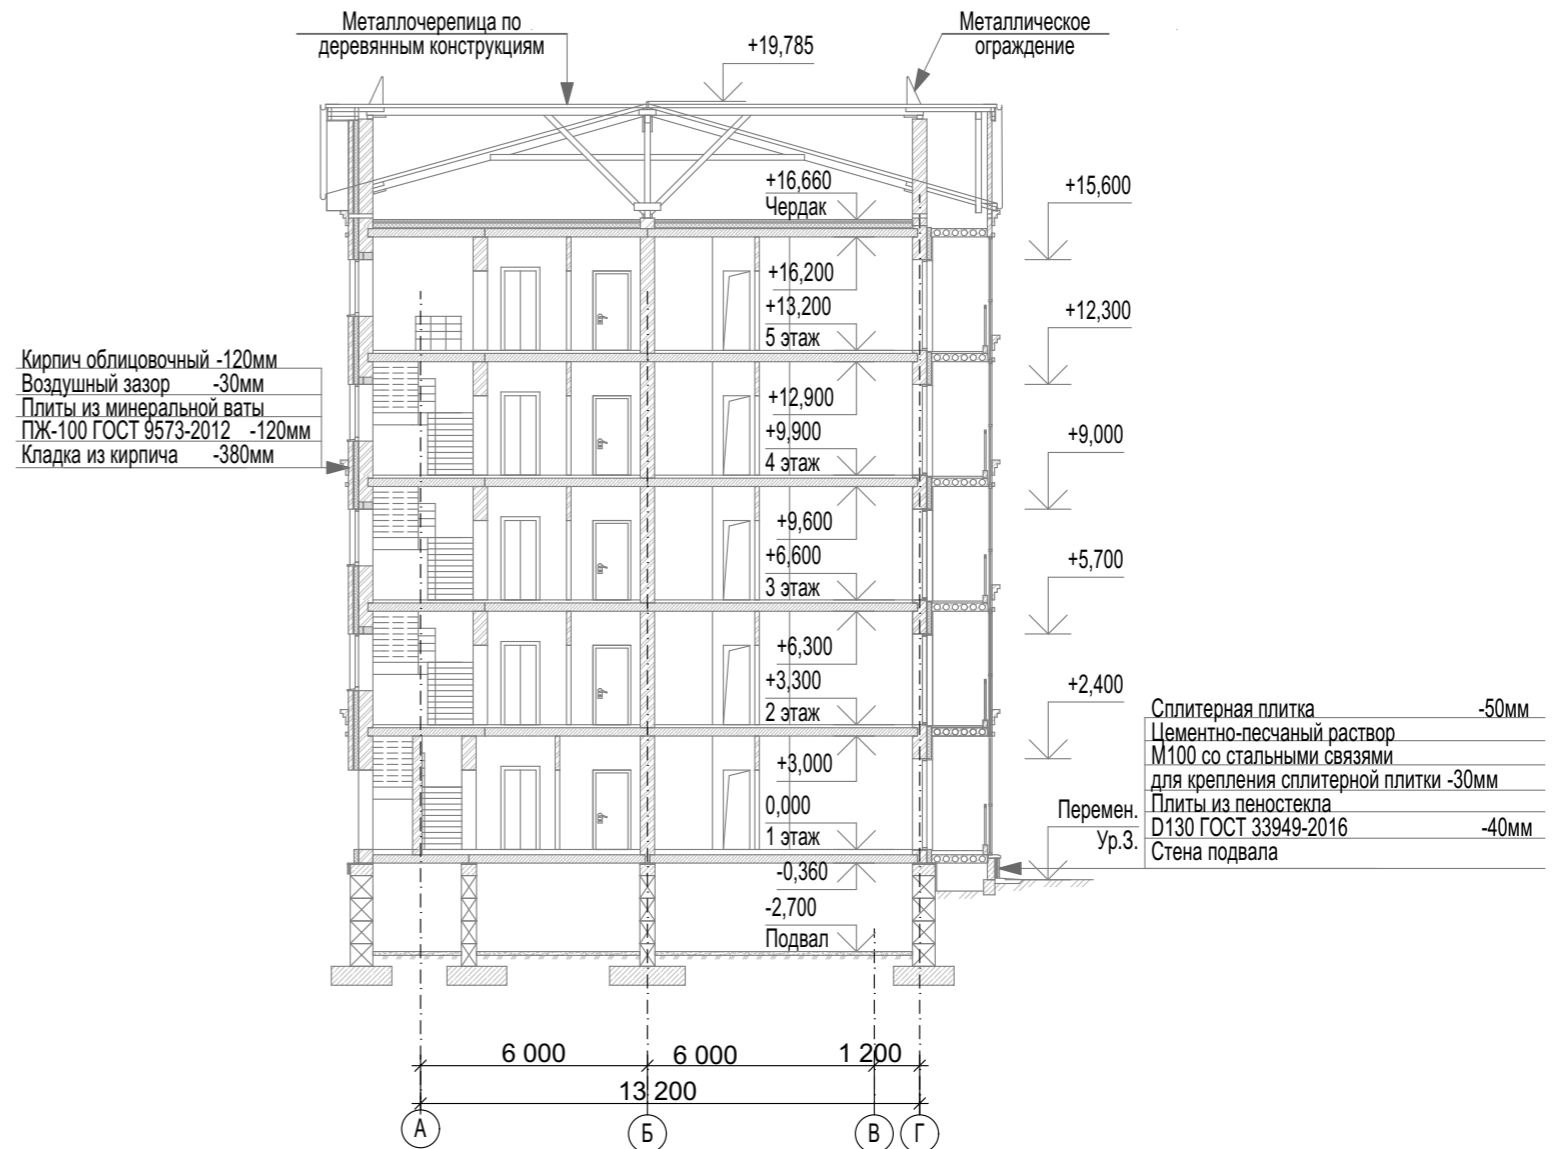 Металлочерепица по
деревянным конструкциям
+19,785
Металлическое
ограждение
+16,660
Чердак
+15,600
+16,200
+13,200
5 этаж
+12,300
Кирпич облицовочный -120мм
Воздушный зазор -30мм
Плиты из минеральной ваты
ПЖ-100 ГОСТ 9573-2012 -120мм
Кладка из кирпича -380мм
+12,900
+9,900
4 этаж
+9,000
+9,600
+6,600
3 этаж
+5,700
+6,300
+3,300
2 этаж
+2,400
+3,000
0,000
1 этаж
Перемен.
Ур.З.
Сплитерная плитка -50мм
Цементно-песчаный раствор
М100 со стальными связями
для крепления сплитерной плитки -30мм
Плиты из пеностекла
D130 ГОСТ 33949-2016 -40мм
Стена подвала
-0,360
-2,700
Подвал
6 000
6 000
1 200
13 200
А
Б
В
Г